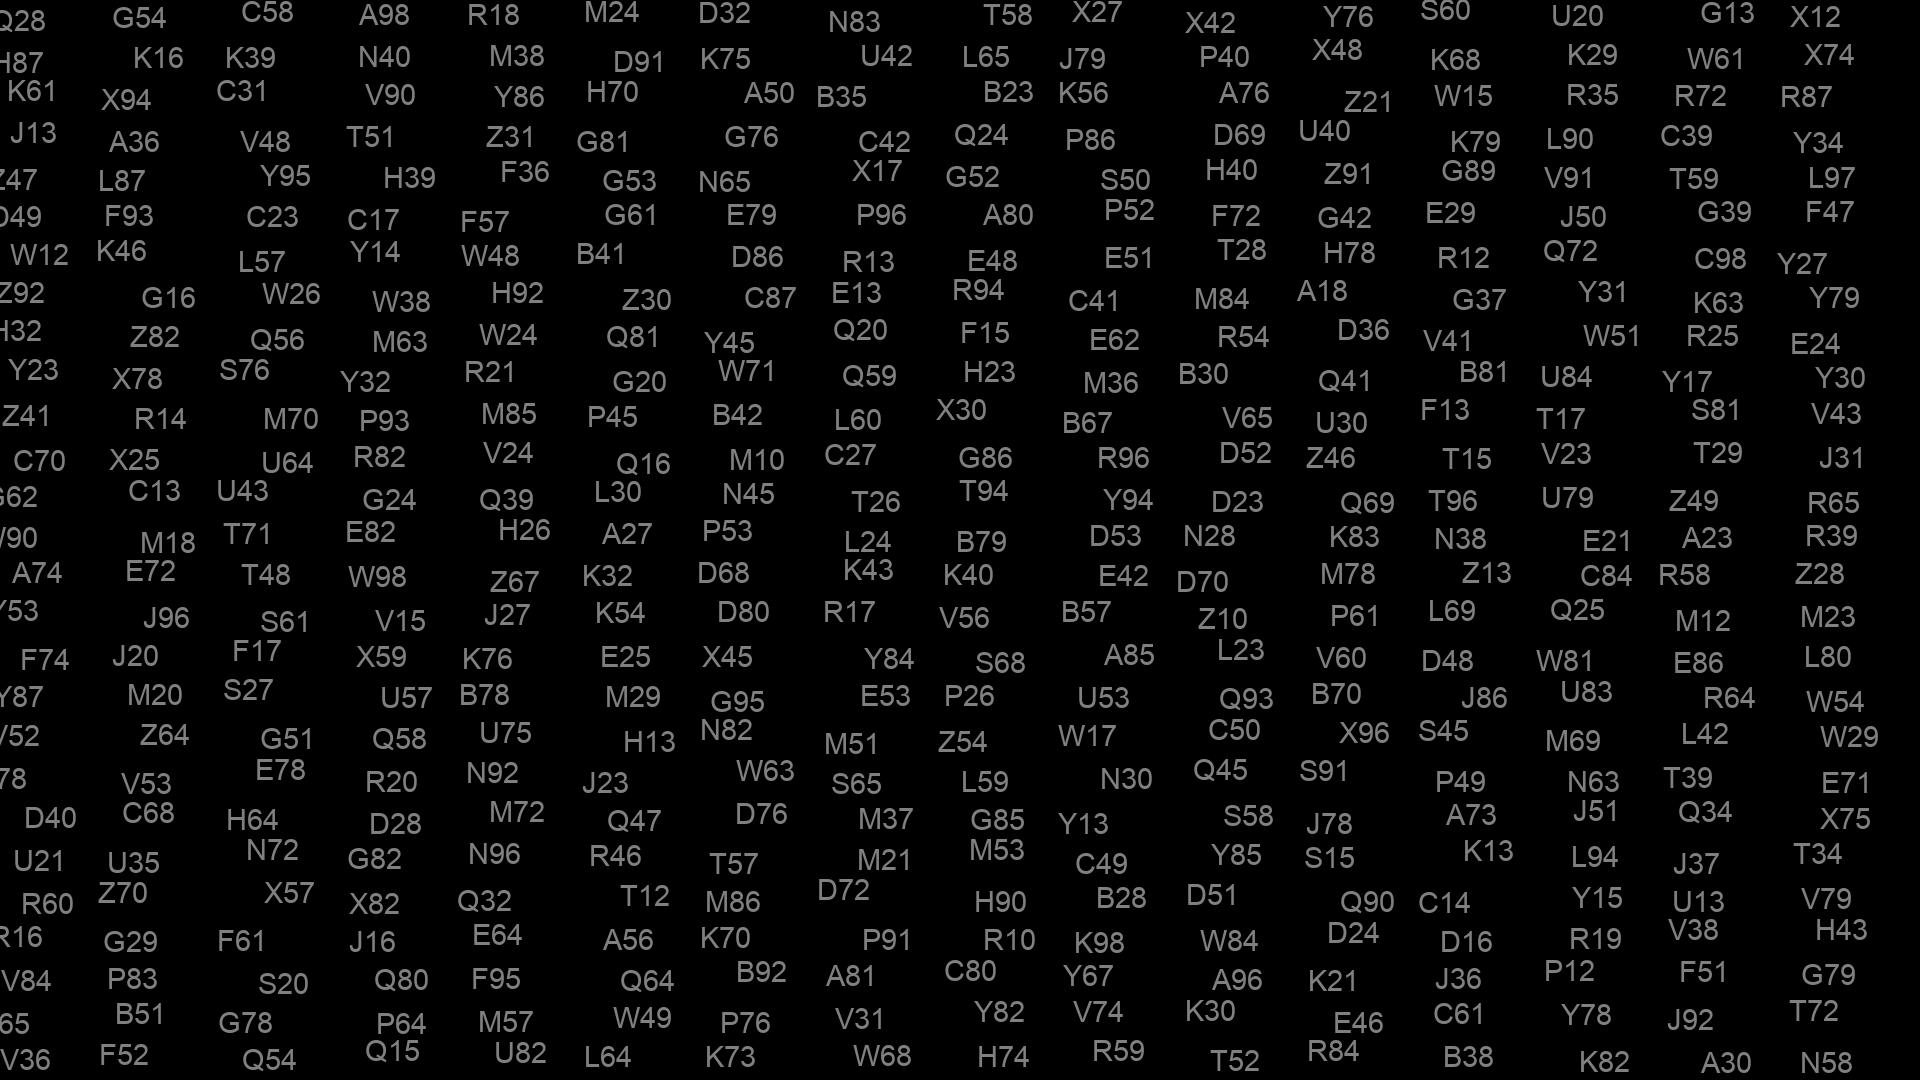 Q28 G54 C58 A98 R18 M24 D32 N83 T58 X27 X42 Y76 S60 U20 G13 X12
H87 K16 K39 N40 M38 D91 K75 U42 L65 J79 P40 X48 K68 K29 W61 X74
K61 X94 C31 V90 Y86 H70 A50 B35 B23 K56 A76 Z21 W15 R35 R72 R87
J13 A36 V48 T51 Z31 G81 G76 C42 Q24 P86 D69 U40 K79 L90 C39 Y34
Z47 L87 Y95 H39 F36 G53 N65 X17 G52 S50 H40 Z91 G89 V91 T59 L97
F93 C23 C17 F57 G61 E79 P96 A80 P52 F72 G42 E29 J50 G39 F47
W12 K46 L57 Y14 W48 B41 D86 R13 E48 E51 T28 H78 R12 Q72 C98 Y27
Z92 G16 W26 W38 H92 Z30 C87 E13 R94 C41 M84 A18 G37 Y31 K63 Y79
H32 Z82 Q56 M63 W24 Q81 Y45 Q20 F15 E62 R54 D36 V41 W51 R25 E24
Y23 X78 S76 Y32 R21 G20 W71 Q59 H23 M36 B30 Q41 B81 U84 Y17 Y30
Z41 R14 M70 P93 M85 P45 B42 L60 X30 B67 V65 U30 F13 T17 S81 V43
C70 X25 U64 R82 V24 Q16 M10 C27 G86 R96 D52 Z46 T15 V23 T29 J31
G62 C13 U43 G24 Q39 L30 N45 T26 T94 Y94 D23 Q69 T96 U79 Z49 R65
M18 T71 E82 H26 A27 P53 L24 B79 D53 N28 K83 N38 E21 A23 R39
A74 E72 T48 W98 Z67 K32 D68 K43 K40 E42 D70 M78 Z13 C84 R58 Z28
Y53 J96 S61 V15 J27 K54 D80 R17 V56 B57 Z10 P61 L69 Q25 M12 M23
F74 J20 F17 X59 K76 E25 X45 Y84 S68 A85 L23 V60 D48 W81 E86 L80
Y87 M20 S27 U57 B78 M29 G95 E53 P26 U53 Q93 B70 J86 U83 R64 W54
V52 Z64 G51 Q58 U75 H13 N82 M51 Z54 W17 C50 X96 S45 M69 L42 W29
78 V53 E78 R20 N92 J23 W63 S65 L59 N30 Q45 S91 P49 N63 T39 E71
D40 C68 H64 D28 M72 Q47 D76 M37 G85 Y13 S58 J78 A73 J51 Q34 X75
U21 U35 N72 G82 N96 R46 T57 M21 M53 C49 Y85 S15 K13 L94 J37 T34
R60 Z70 X57 X82 Q32 T12 M86 D72 H90 B28 D51 Q90 C14 Y15 U13 V79
R16 G29 F61 J16 E64 A56 K70 P91 R10 K98 W84 D24 D16 R19 V38 H43
V84 P83 S20 Q80 F95 Q64 B92 A81 C80 Y67 A96 K21 J36 P12 F51 G79
65 B51 G78 P64 M57 W49 P76 V31 Y82 V74 K30 E46 C61 Y78 J92 T72
V36 F52 Q54 Q15 U82 L64 K73 W68 H74 R59 T52 R84 B38 K82 A30 N58